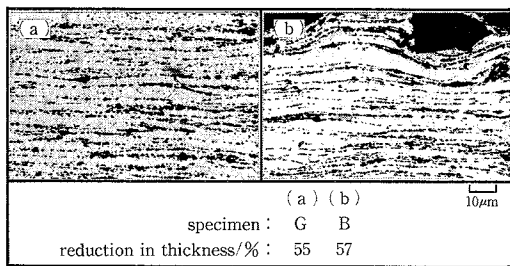 (a) (b)
10μm
(a) (b)
specimen : G B
reduction in thickness/% : 55 57